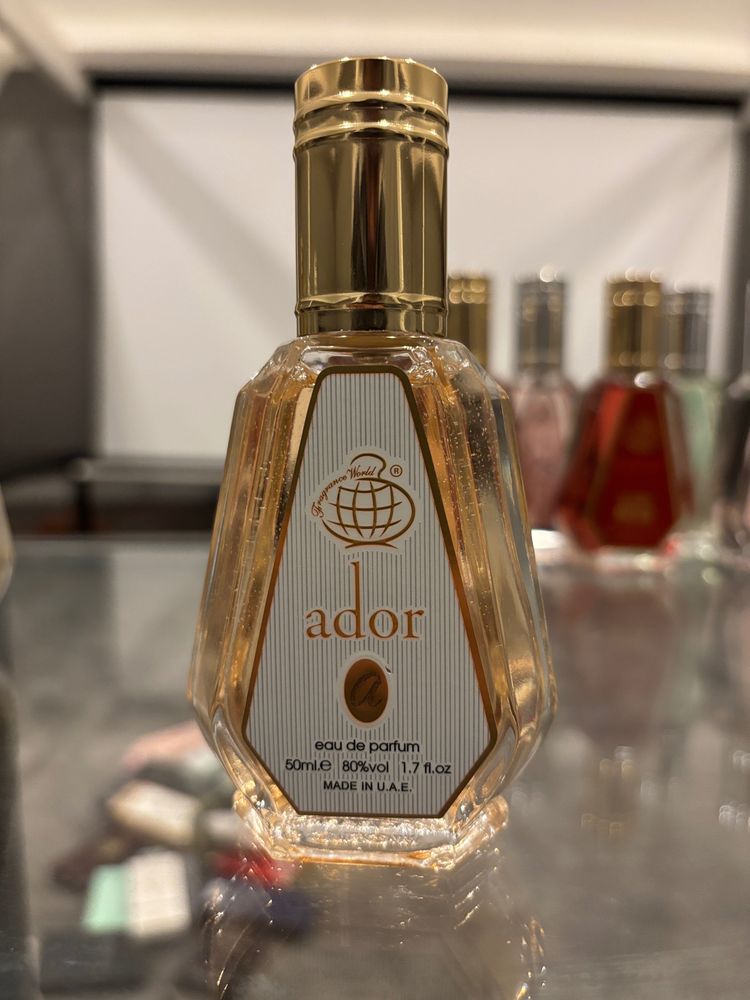 Fragrance World ®
ador
a
eau de parfum
50ml.e 80%vol 1.7 fl.oz
MADE IN U.A.E.